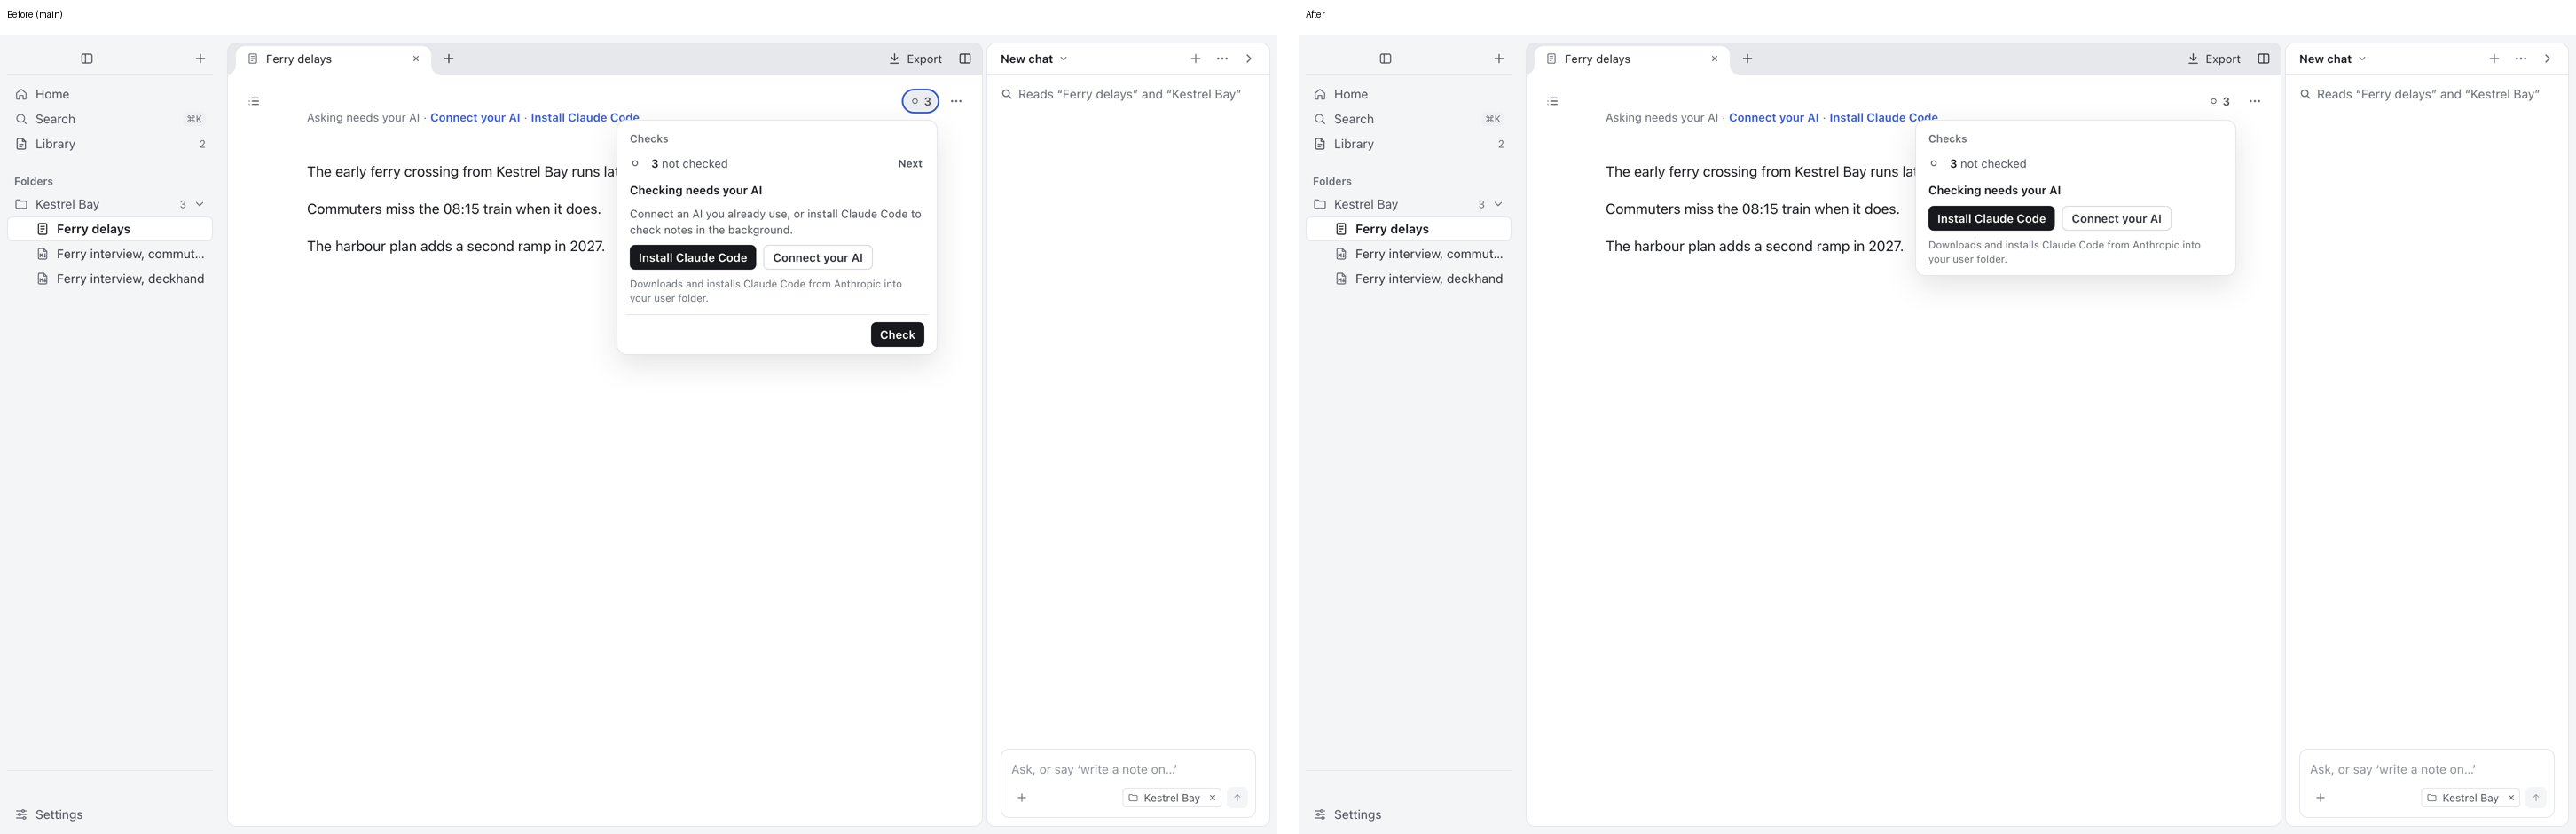 Before (main)
Ferry delays
Export
Home
Search ⌘K
Library 2
Folders
Kestrel Bay 3
Ferry delays
Ferry interview, commut...
Ferry interview, deckhand
Settings
3
Asking needs your AI · Connect your AI · Install Claude Code
The early ferry crossing from Kestrel Bay runs lat
Commuters miss the 08:15 train when it does.
The harbour plan adds a second ramp in 2027.
Checks
3 not checked Next
Checking needs your AI
Connect an AI you already use, or install Claude Code to
check notes in the background.
Install Claude Code Connect your AI
Downloads and installs Claude Code from Anthropic into
your user folder.
Check
New chat
Reads “Ferry delays” and “Kestrel Bay”
Ask, or say ‘write a note on...’
Kestrel Bay
After
Ferry delays
Export
Home
Search ⌘K
Library 2
Folders
Kestrel Bay 3
Ferry delays
Ferry interview, commut...
Ferry interview, deckhand
Settings
3
Asking needs your AI · Connect your AI · Install Claude Code
The early ferry crossing from Kestrel Bay runs lat
Commuters miss the 08:15 train when it does.
The harbour plan adds a second ramp in 2027.
Checks
3 not checked
Checking needs your AI
Install Claude Code Connect your AI
Downloads and installs Claude Code from Anthropic into
your user folder.
New chat
Reads “Ferry delays” and “Kestrel Bay”
Ask, or say ‘write a note on...’
Kestrel Bay